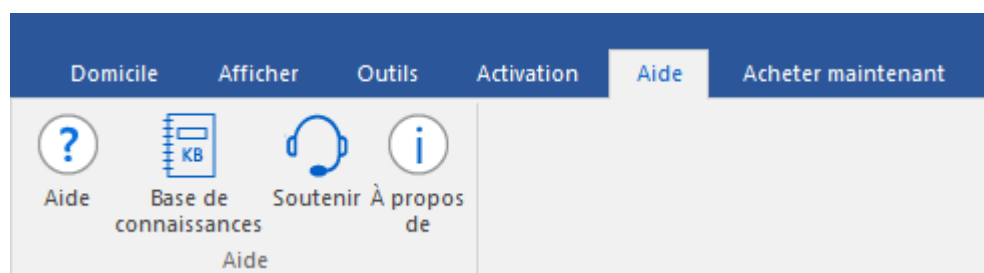 Domicile Afficher Outils Activation Aide Acheter maintenant
?
KB
i
Aide Base de connaissances Soutenir À propos de
Aide